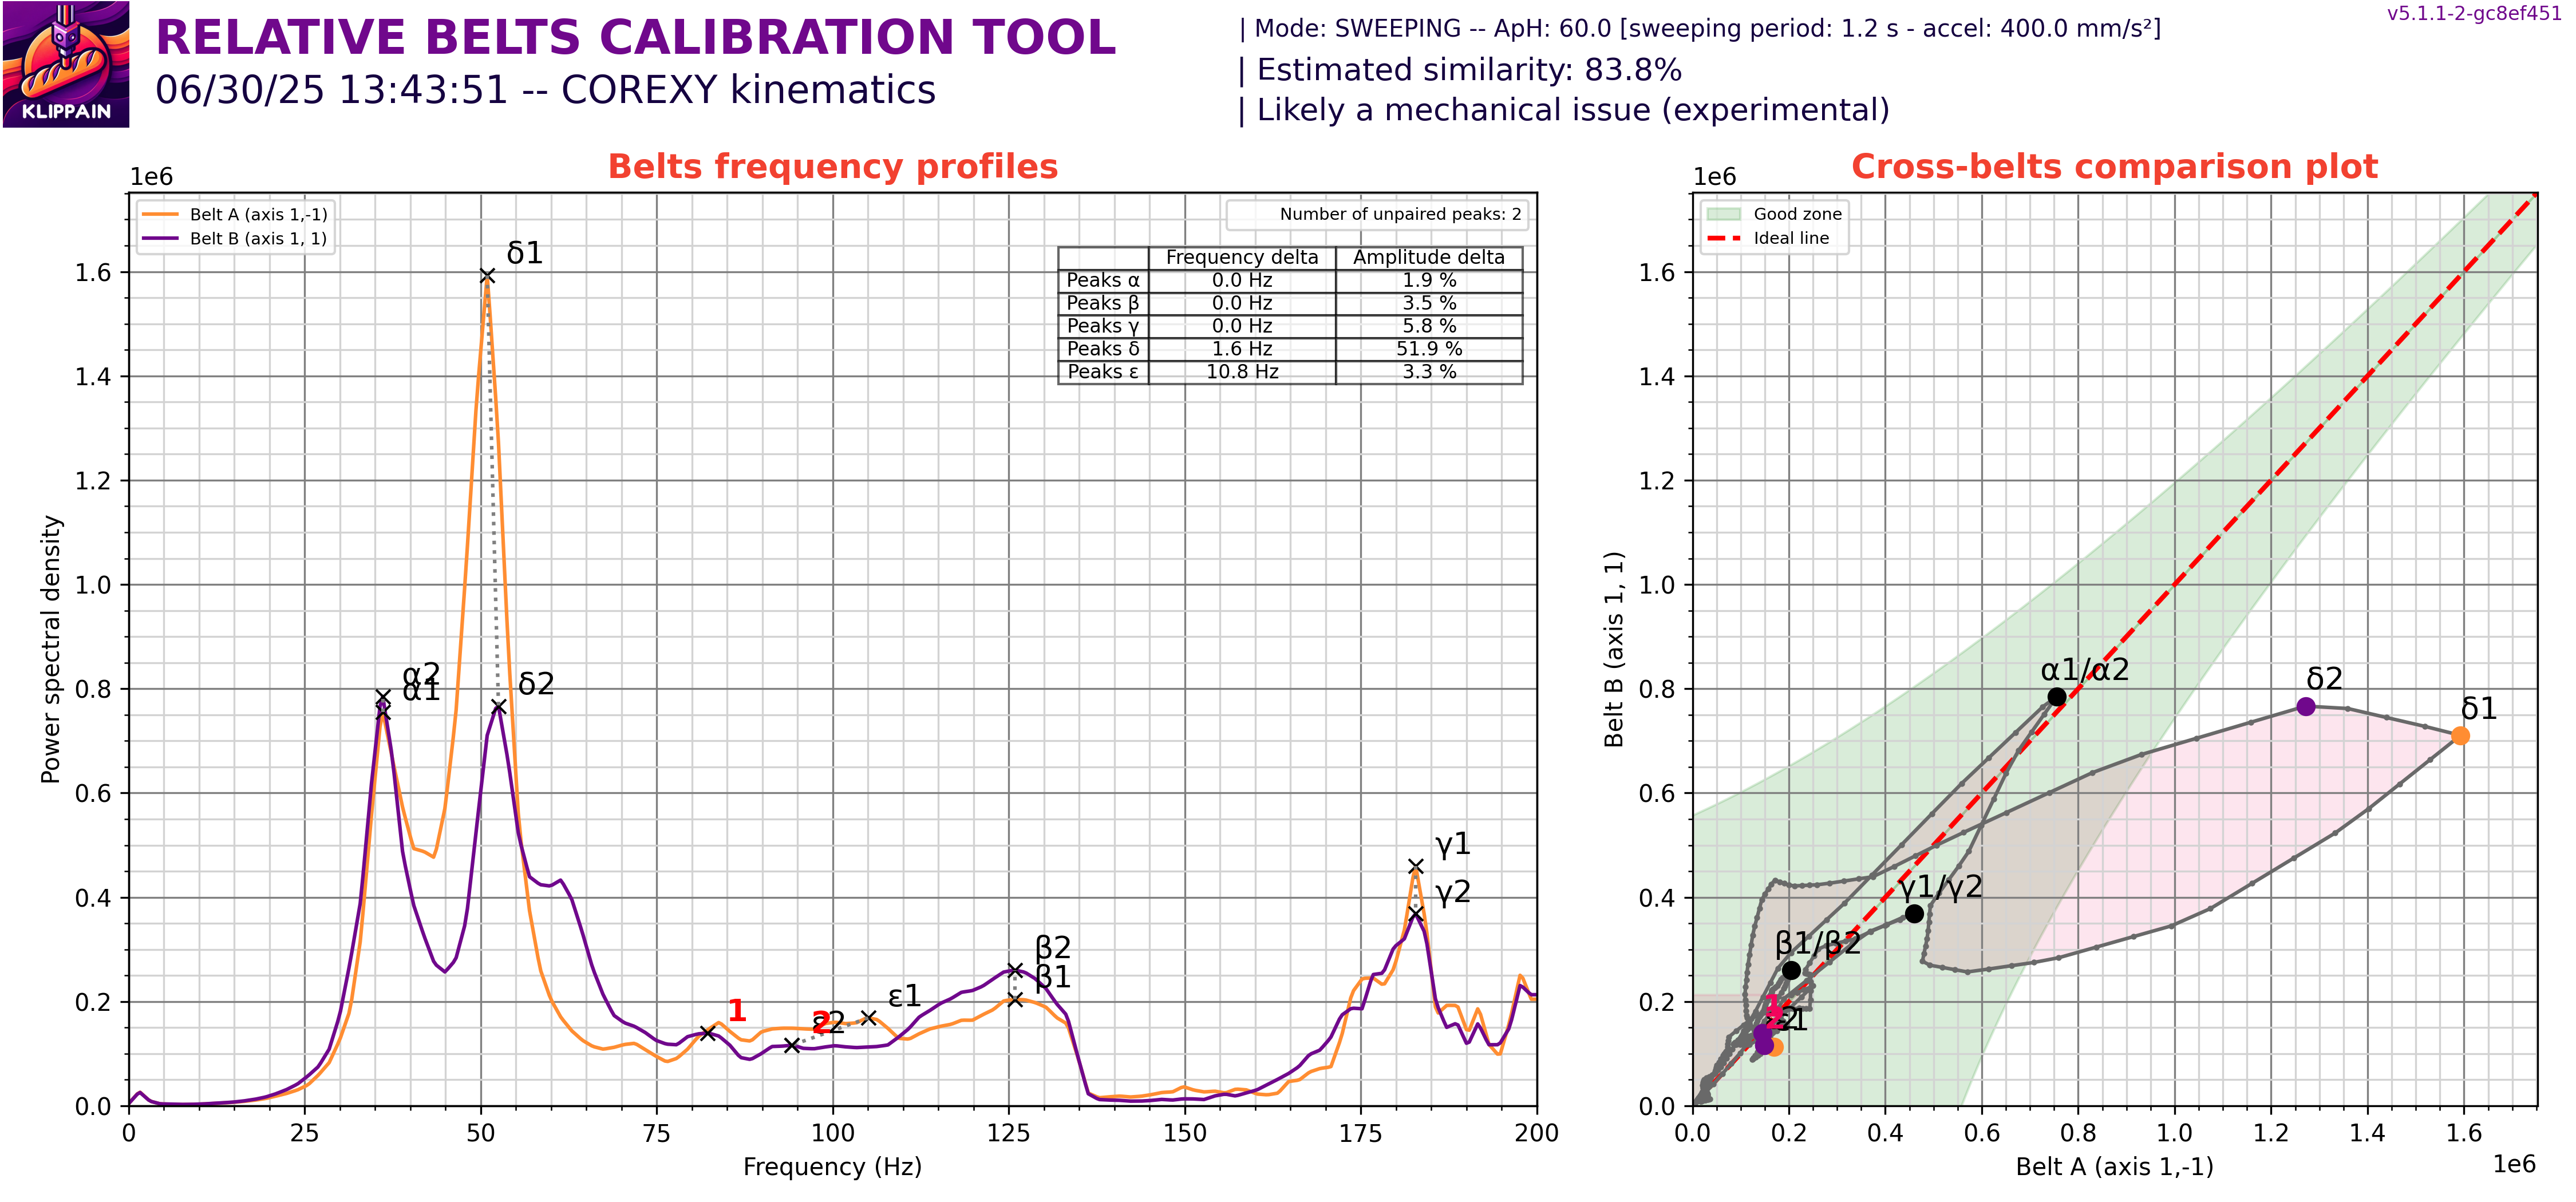 KLIPPAIN
RELATIVE BELTS CALIBRATION TOOL
06/30/25 13:43:51 -- COREXY kinematics
| Mode: SWEEPING -- ApH: 60.0 [sweeping period: 1.2 s - accel: 400.0 mm/s²]
| Estimated similarity: 83.8%
| Likely a mechanical issue (experimental)
v5.1.1-2-gc8ef451
Belts frequency profiles
1e6
Belt A (axis 1,-1)
Belt B (axis 1, 1)
Number of unpaired peaks: 2
Frequency delta Amplitude delta
Peaks α 0.0 Hz 1.9 %
Peaks β 0.0 Hz 3.5 %
Peaks γ 0.0 Hz 5.8 %
Peaks δ 1.6 Hz 51.9 %
Peaks ε 10.8 Hz 3.3 %
δ1
α2
α1
δ2
γ1
γ2
β2
β1
ε1
1
2
ε2
1.6
1.4
1.2
1.0
0.8
0.6
0.4
0.2
0.0
Power spectral density
0 25 50 75 100 125 150 175 200
Frequency (Hz)
Cross-belts comparison plot
1e6
Good zone
Ideal line
α1/α2
δ2
δ1
γ1/γ2
β1/β2
1
2
ε2
ε1
1.6
1.4
1.2
1.0
0.8
0.6
0.4
0.2
0.0
Belt B (axis 1, 1)
0.0 0.2 0.4 0.6 0.8 1.0 1.2 1.4 1.6
Belt A (axis 1,-1)
1e6